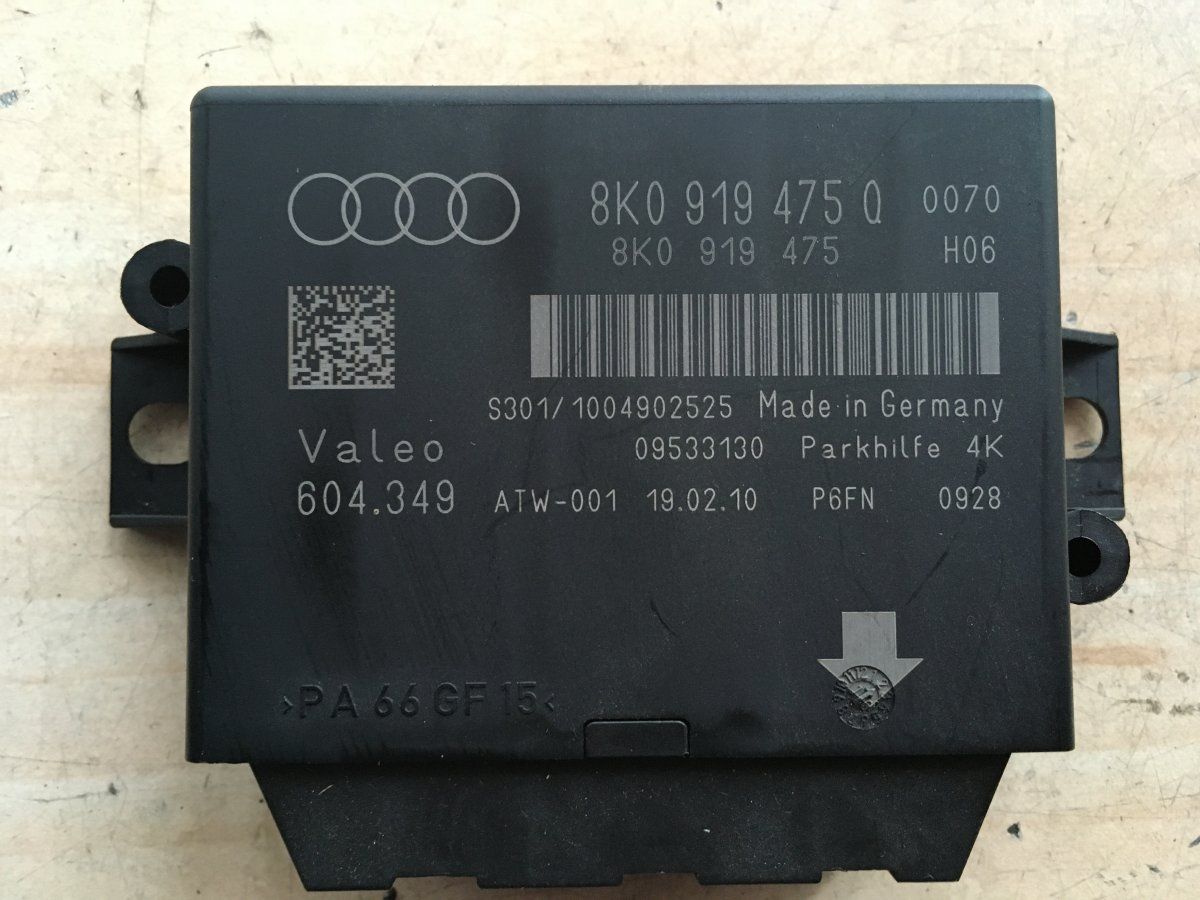 8K0 919 475 Q 0070
8K0 919 475 H06
S301/1004902525 Made in Germany
Valeo 09533130 Parkhilfe 4K
604.349 ATW-001 19.02.10 P6FN 0928
>PA 66 GF 15<